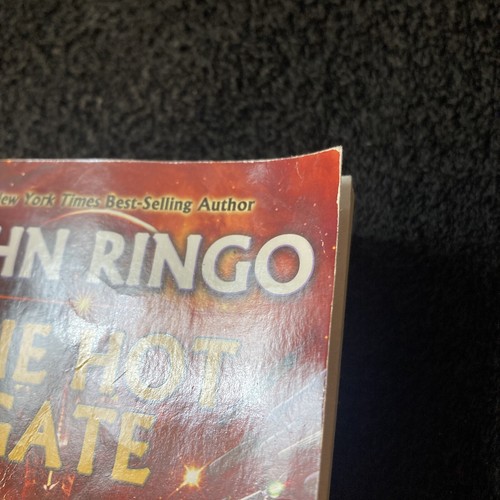 ew York Times Best-Selling Author
HN RINGO
HE HOT
GATE